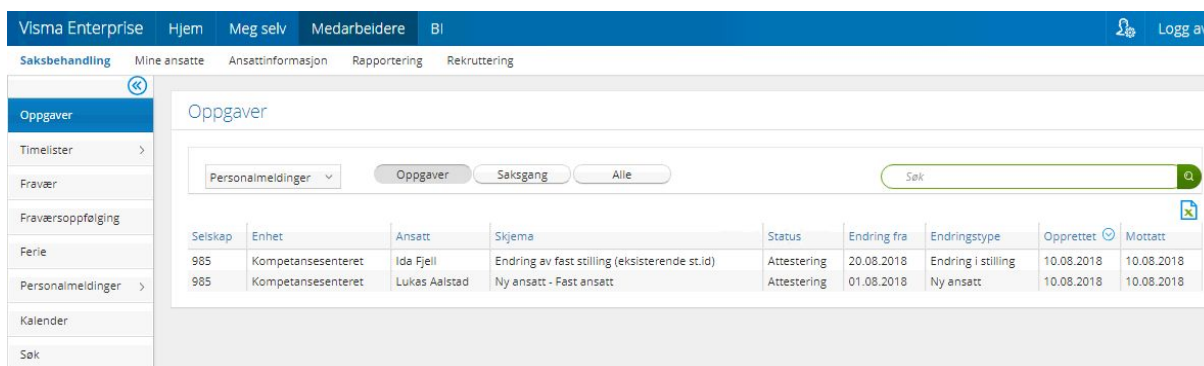 Visma Enterprise Hjem Meg selv Medarbeidere BI Logg av
Saksbehandling Mine ansatte Ansattinformasjon Rapportering Rekruttering
Oppgaver
Timelister
Fravær
Fraværsoppfølging
Ferie
Personalmeldinger
Kalender
Søk
Oppgaver
Personalmeldinger Oppgaver Saksgang Alle Søk
Selskap Enhet Ansatt Skjema Status Endring fra Endringstype Opprettet Mottatt
985 Kompetansesenteret Ida Fjell Endring av fast stilling (eksisterende st.id) Attestering 20.08.2018 Endring i stilling 10.08.2018 10.08.2018
985 Kompetansesenteret Lukas Aalstad Ny ansatt - Fast ansatt Attestering 01.08.2018 Ny ansatt 10.08.2018 10.08.2018